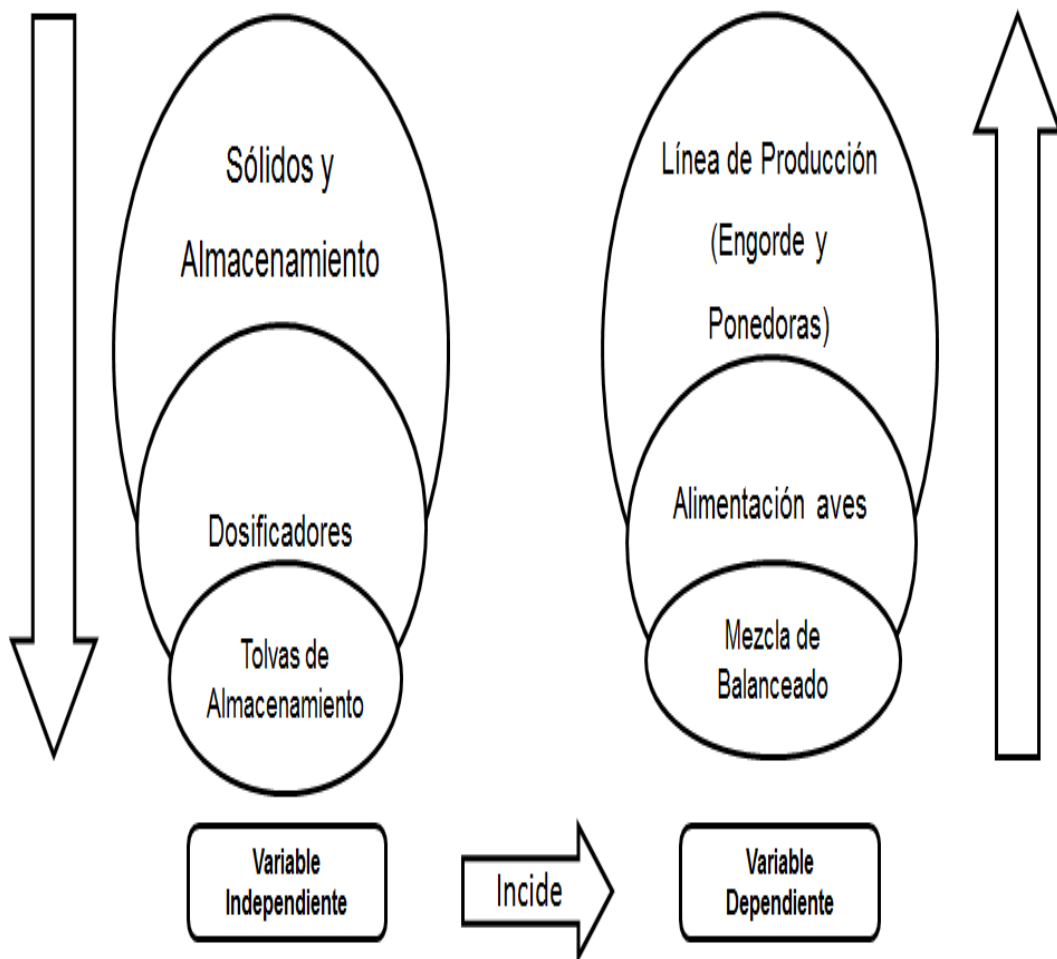 Sólidos y
Almacenamiento
Dosificadores
Tolvas de
Almacenamiento
Línea de Producción
(Engorde y
Ponedoras)
Alimentación aves
Mezcla de
Balanceado
Variable
Independiente
Incide
Variable
Dependiente